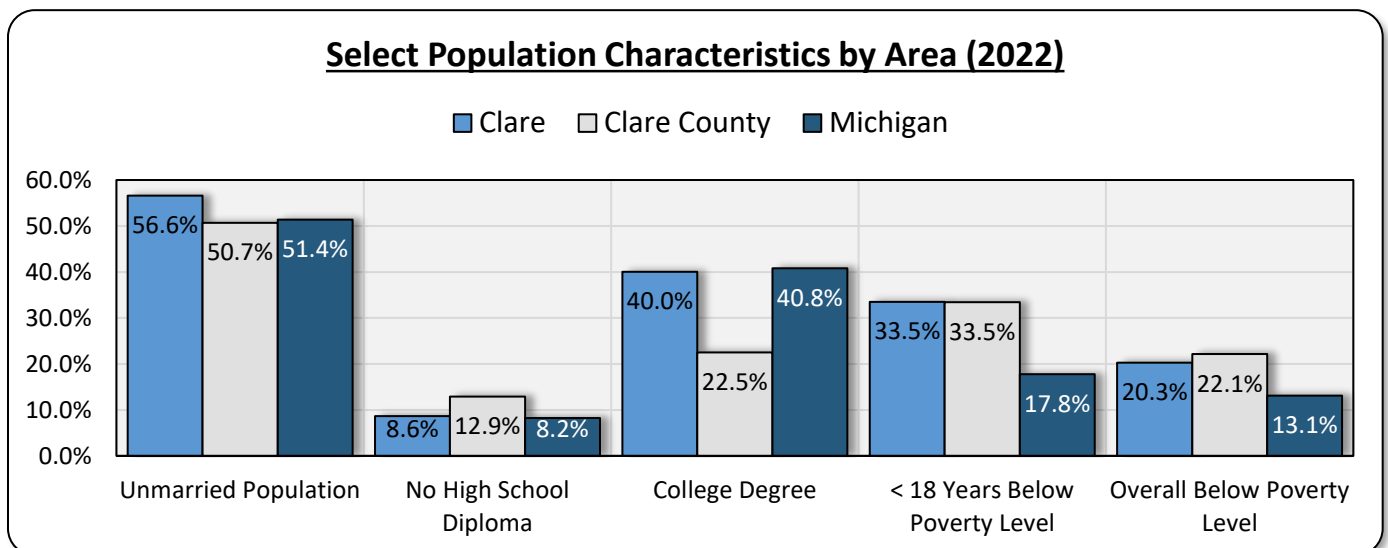 Select Population Characteristics by Area (2022)
Clare Clare County Michigan
60.0%
50.0%
40.0%
30.0%
20.0%
10.0%
0.0%
56.6% 50.7% 51.4%
8.6% 12.9% 8.2%
40.0% 22.5% 40.8%
33.5% 33.5% 17.8%
20.3% 22.1% 13.1%
Unmarried Population
No High School
Diploma
College Degree
< 18 Years Below
Poverty Level
Overall Below Poverty
Level